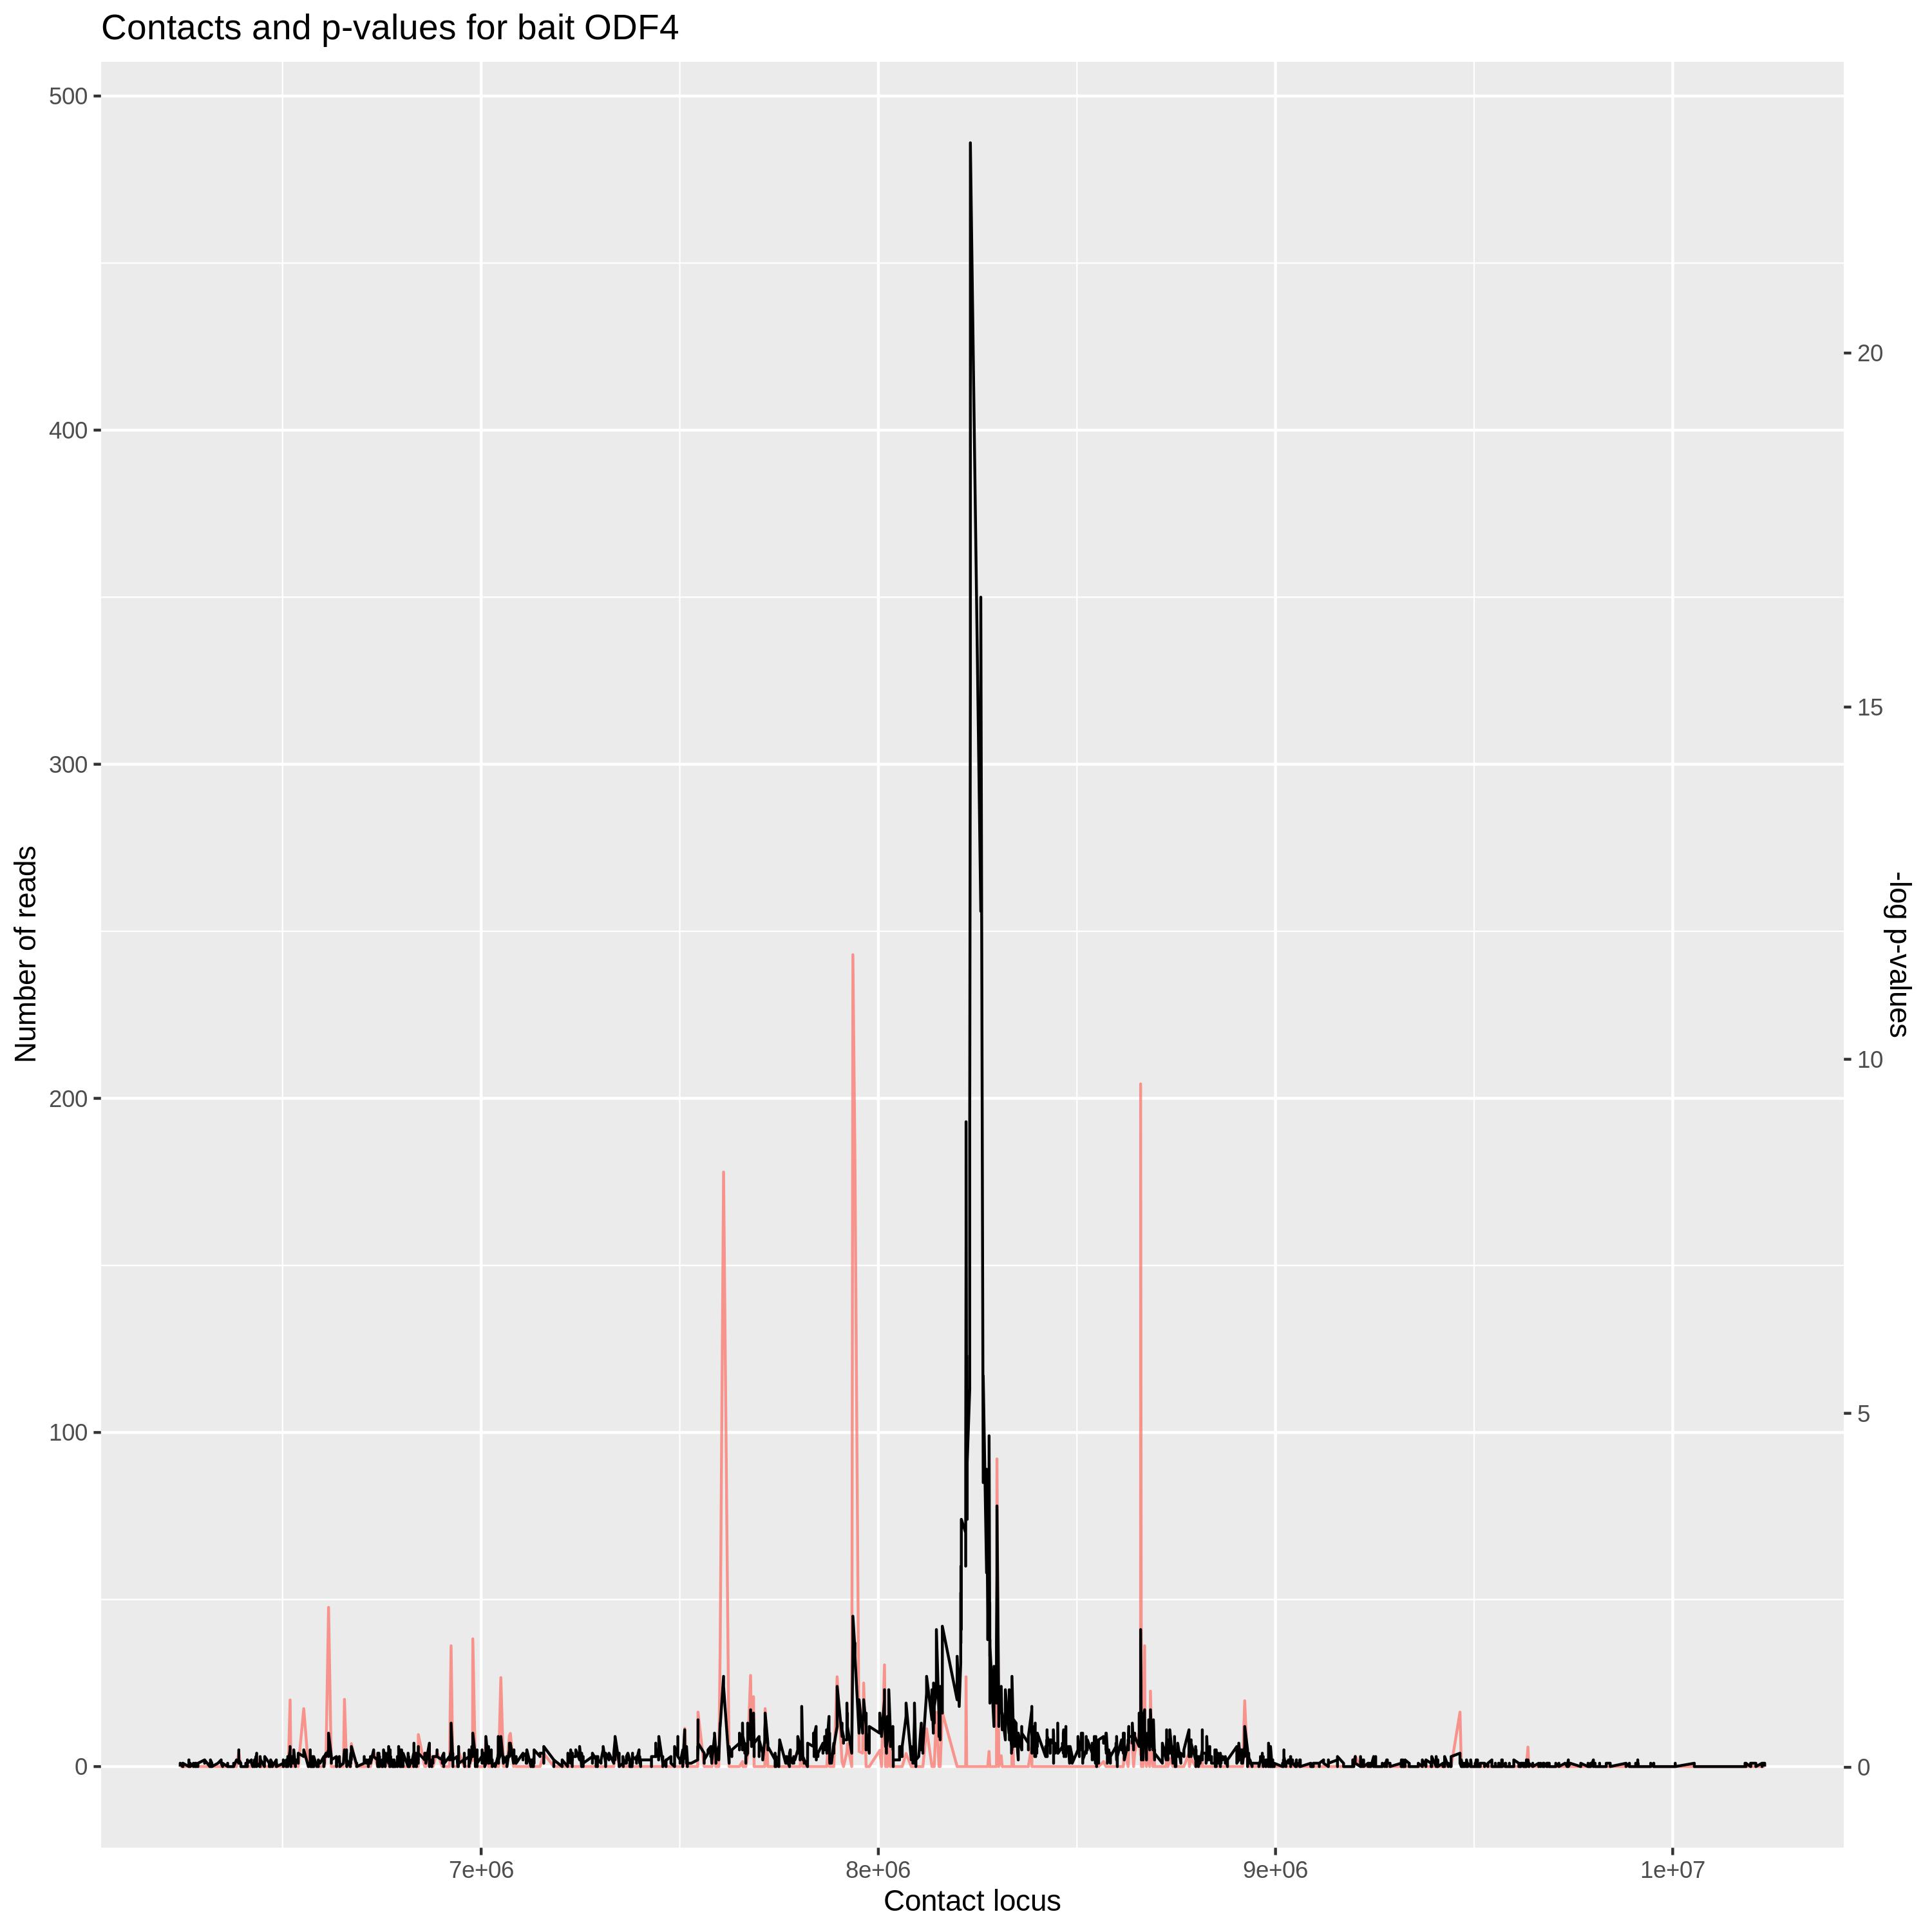 Contacts and p-values for bait ODF4
500
400
300
200
100
0
Number of reads
20
15
10
5
0
-log p-values
7e+06
8e+06
9e+06
1e+07
Contact locus